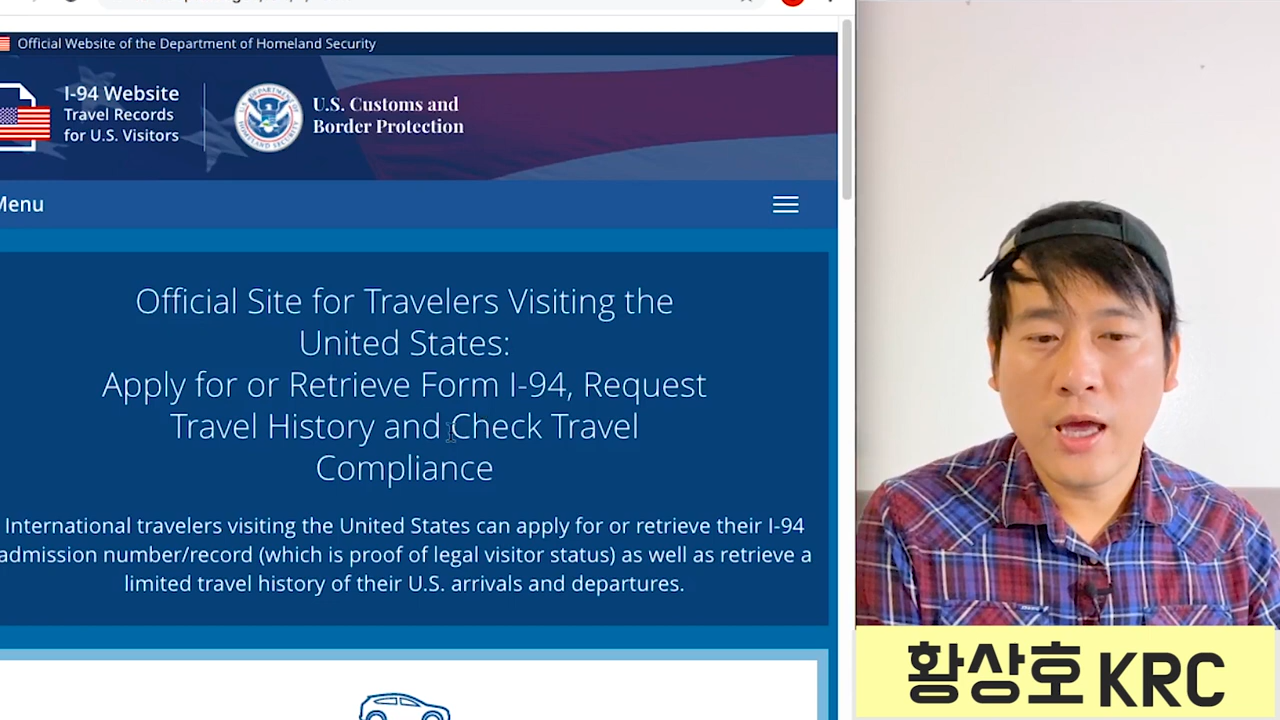 Official Website of the Department of Homeland Security
I-94 Website
Travel Records
for U.S. Visitors
U.S. Customs and
Border Protection
Menu
Official Site for Travelers Visiting the
United States:
Apply for or Retrieve Form I-94, Request
Travel History and Check Travel
Compliance
International travelers visiting the United States can apply for or retrieve their I-94
admission number/record (which is proof of legal visitor status) as well as retrieve a
limited travel history of their U.S. arrivals and departures.
황상호 KRC